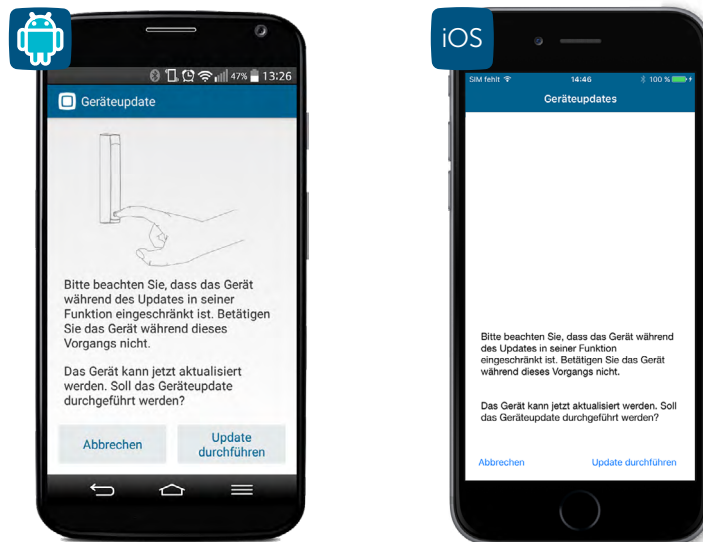 47% 13:26
Geräteupdate
Bitte beachten Sie, dass das Gerät
während des Updates in seiner
Funktion eingeschränkt ist. Betätigen
Sie das Gerät während dieses
Vorgangs nicht.
Das Gerät kann jetzt aktualisiert
werden. Soll das Geräteupdate
durchgeführt werden?
Abbrechen
Update
durchführen
iOS
SIM fehlt 14:46 100 %
Geräteupdates
Bitte beachten Sie, dass das Gerät während
des Updates in seiner Funktion
eingeschränkt ist. Betätigen Sie das Gerät
während dieses Vorgangs nicht.
Das Gerät kann jetzt aktualisiert werden. Soll
das Geräteupdate durchgeführt werden?
Abbrechen Update durchführen